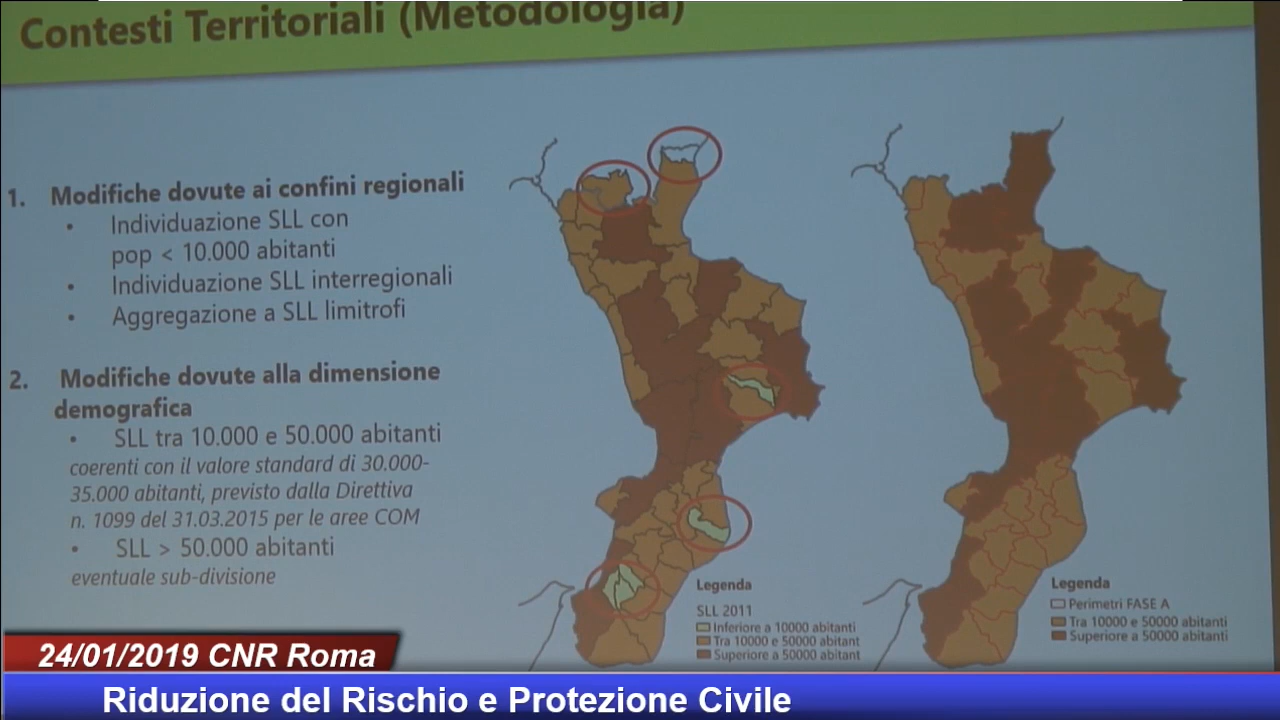 Contesti Territoriali (Metodologia)
1. Modifiche dovute ai confini regionali
• Individuazione SLL con
pop < 10.000 abitanti
• Individuazione SLL interregionali
• Aggregazione a SLL limitrofi
2. Modifiche dovute alla dimensione
demografica
• SLL tra 10.000 e 50.000 abitanti
coerenti con il valore standard di 30.000-
35.000 abitanti, previsto dalla Direttiva
n. 1099 del 31.03.2015 per le aree COM
• SLL > 50.000 abitanti
eventuale sub-divisione
Legenda
SLL 2011
Inferiore a 10000 abitanti
Tra 10000 e 50000 abitant
Superiore a 50000 abitant
Legenda
Perimetri FASE A
Tra 10000 e 50000 abitanti
Superiore a 50000 abitanti
24/01/2019 CNR Roma
Riduzione del Rischio e Protezione Civile